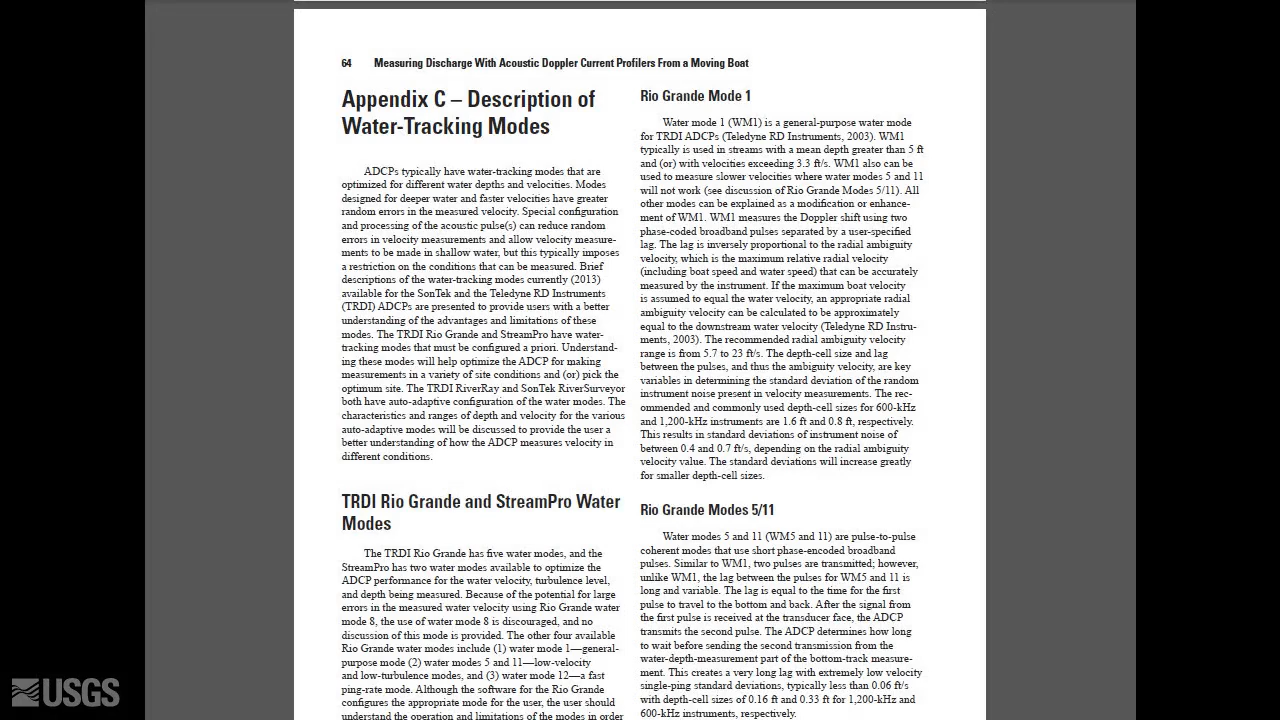 64 Measuring Discharge With Acoustic Doppler Current Profilers From a Moving Boat
Appendix C – Description of
Water-Tracking Modes
ADCPs typically have water-tracking modes that are
optimized for different water depths and velocities. Modes
designed for deeper water and faster velocities have greater
random errors in the measured velocity. Special configuration
and processing of the acoustic pulse(s) can reduce random
errors in velocity measurements and allow velocity measure-
ments to be made in shallow water, but this typically imposes
a restriction on the conditions that can be measured. Brief
descriptions of the water-tracking modes currently (2013)
available for the SonTek and the Teledyne RD Instruments
(TRDI) ADCPs are presented to provide users with a better
understanding of the advantages and limitations of these
modes. The TRDI Rio Grande and StreamPro have water-
tracking modes that must be configured a priori. Understand-
ing these modes will help optimize the ADCP for making
measurements in a variety of site conditions and (or) pick the
optimum site. The TRDI RiverRay and SonTek RiverSurveyor
both have auto-adaptive configuration of the water modes. The
characteristics and ranges of depth and velocity for the various
auto-adaptive modes will be discussed to provide the user a
better understanding of how the ADCP measures velocity in
different conditions.
TRDI Rio Grande and StreamPro Water
Modes
The TRDI Rio Grande has five water modes, and the
StreamPro has two water modes available to optimize the
ADCP performance for the water velocity, turbulence level,
and depth being measured. Because of the potential for large
errors in the measured water velocity using Rio Grande water
mode 8, the use of water mode 8 is discouraged, and no
discussion of this mode is provided. The other four available
Rio Grande water modes include (1) water mode 1—general-
purpose mode (2) water modes 5 and 11—low-velocity
and low-turbulence modes, and (3) water mode 12—a fast
ping-rate mode. Although the software for the Rio Grande
configures the appropriate mode for the user, the user should
understand the operation and limitations of the modes in order
Rio Grande Mode 1
Water mode 1 (WM1) is a general-purpose water mode
for TRDI ADCPs (Teledyne RD Instruments, 2003). WM1
typically is used in streams with a mean depth greater than 5 ft
and (or) with velocities exceeding 3.3 ft/s. WM1 also can be
used to measure slower velocities where water modes 5 and 11
will not work (see discussion of Rio Grande Modes 5/11). All
other modes can be explained as a modification or enhance-
ment of WM1. WM1 measures the Doppler shift using two
phase-coded broadband pulses separated by a user-specified
lag. The lag is inversely proportional to the radial ambiguity
velocity, which is the maximum relative radial velocity
(including boat speed and water speed) that can be accurately
measured by the instrument. If the maximum boat velocity
is assumed to equal the water velocity, an appropriate radial
ambiguity velocity can be calculated to be approximately
equal to the downstream water velocity (Teledyne RD Instru-
ments, 2003). The recommended radial ambiguity velocity
range is from 5.7 to 23 ft/s. The depth-cell size and lag
between the pulses, and thus the ambiguity velocity, are key
variables in determining the standard deviation of the random
instrument noise present in velocity measurements. The rec-
ommended and commonly used depth-cell sizes for 600-kHz
and 1,200-kHz instruments are 1.6 ft and 0.8 ft, respectively.
This results in standard deviations of instrument noise of
between 0.4 and 0.7 ft/s, depending on the radial ambiguity
velocity value. The standard deviations will increase greatly
for smaller depth-cell sizes.
Rio Grande Modes 5/11
Water modes 5 and 11 (WM5 and 11) are pulse-to-pulse
coherent modes that use short phase-encoded broadband
pulses. Similar to WM1, two pulses are transmitted; however,
unlike WM1, the lag between the pulses for WM5 and 11 is
long and variable. The lag is equal to the time for the first
pulse to travel to the bottom and back. After the signal from
the first pulse is received at the transducer face, the ADCP
transmits the second pulse. The ADCP determines how long
to wait before sending the second transmission from the
water-depth-measurement part of the bottom-track measure-
ment. This creates a very long lag with extremely low velocity
single-ping standard deviations, typically less than 0.06 ft/s
with depth-cell sizes of 0.16 ft and 0.33 ft for 1,200-kHz and
600-kHz instruments, respectively.
USGS